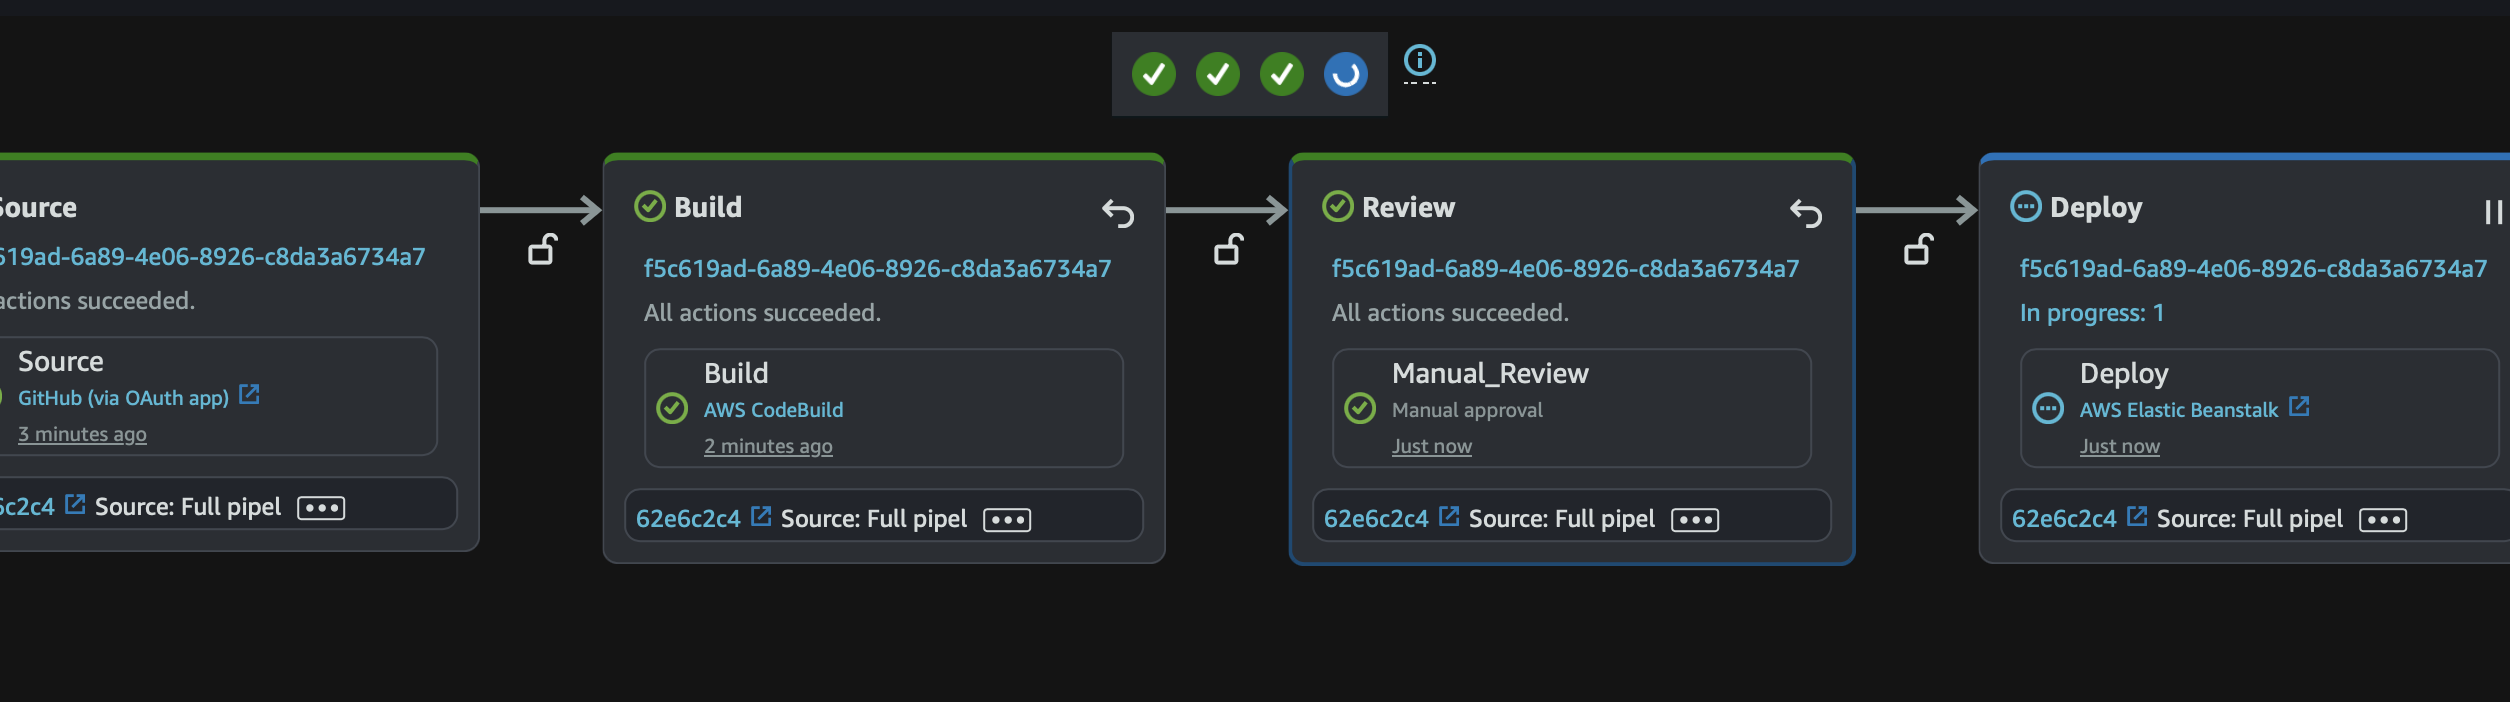 Source
619ad-6a89-4e06-8926-c8da3a6734a7
actions succeeded.
Source
GitHub (via OAuth app)
3 minutes ago
6c2c4 Source: Full pipel
Build
f5c619ad-6a89-4e06-8926-c8da3a6734a7
All actions succeeded.
Build
AWS CodeBuild
2 minutes ago
62e6c2c4 Source: Full pipel
Review
f5c619ad-6a89-4e06-8926-c8da3a6734a7
All actions succeeded.
Manual_Review
Manual approval
Just now
62e6c2c4 Source: Full pipel
Deploy
f5c619ad-6a89-4e06-8926-c8da3a6734a7
In progress: 1
Deploy
AWS Elastic Beanstalk
Just now
62e6c2c4 Source: Full pipel